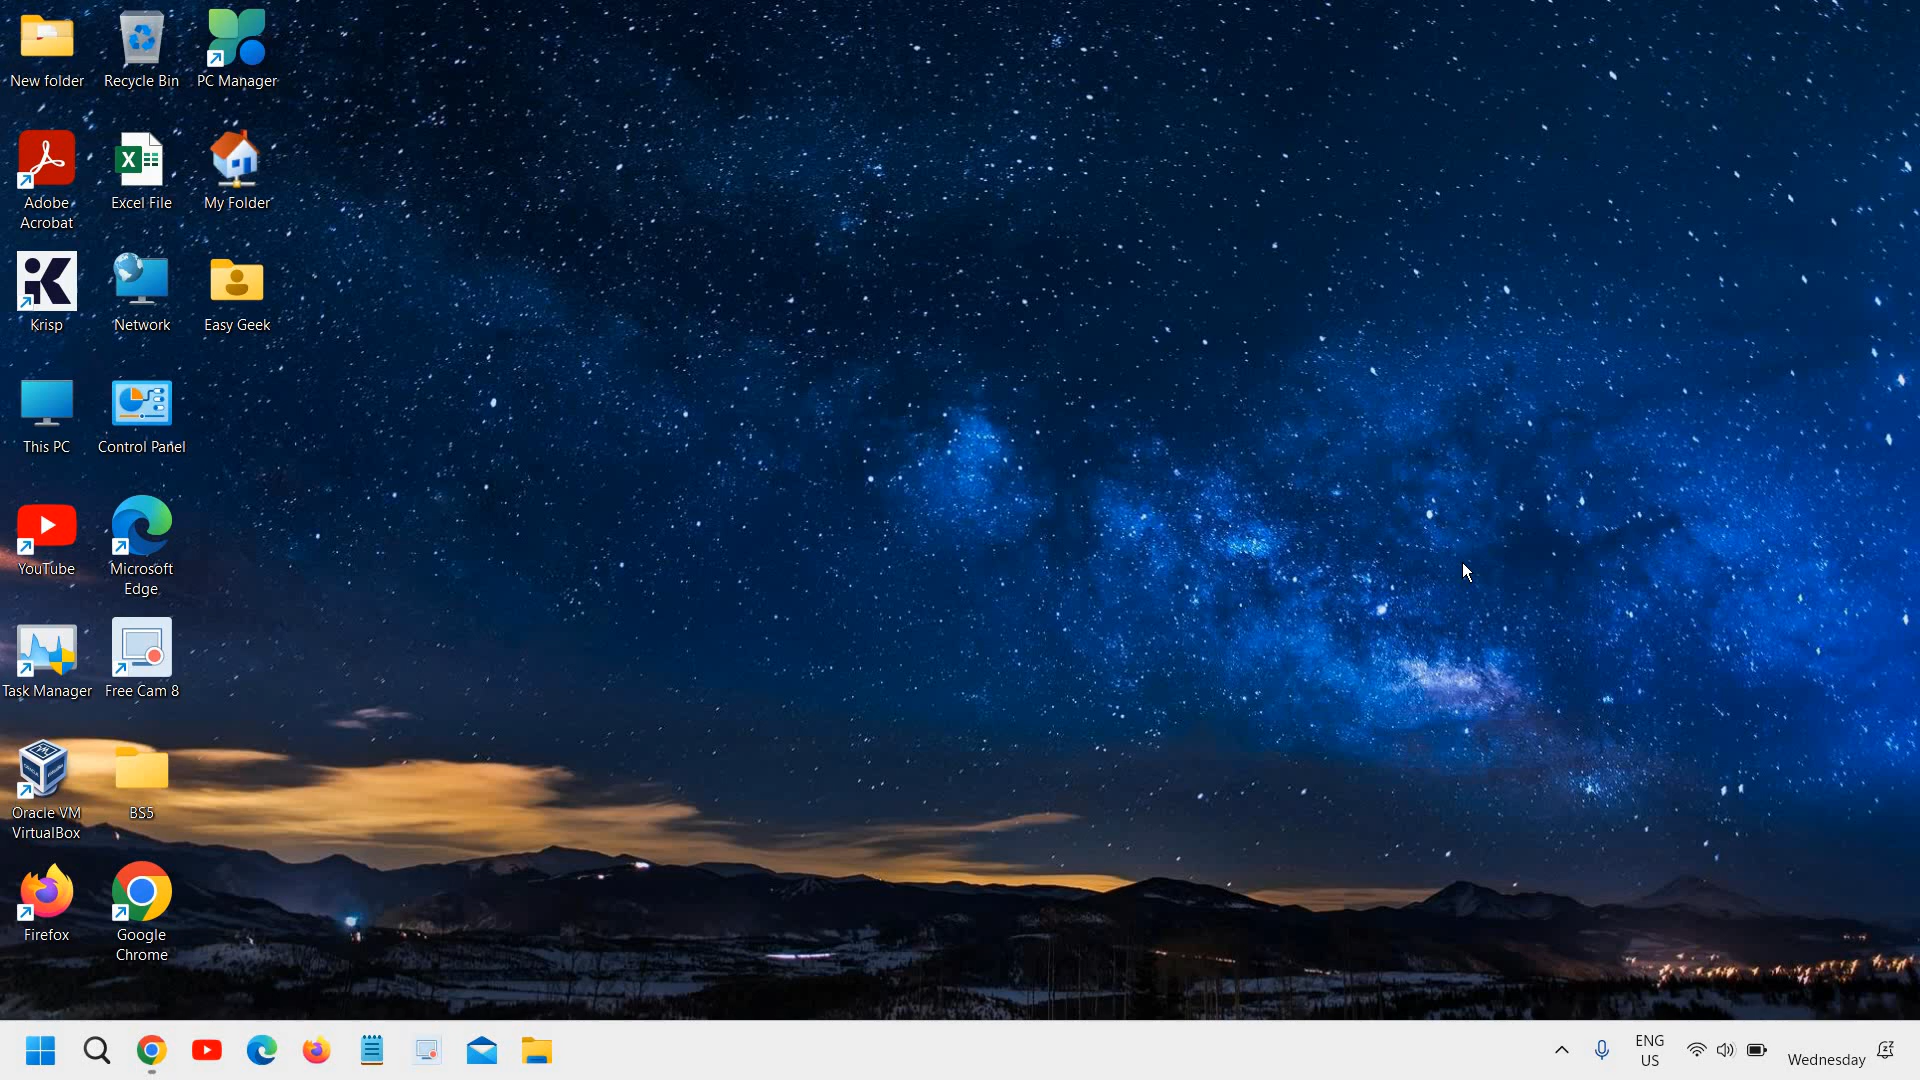 New folder
Recycle Bin
PC Manager
Adobe
Acrobat
Excel File
My Folder
Krisp
Network
Easy Geek
This PC
Control Panel
YouTube
Microsoft
Edge
Task Manager
Free Cam 8
Oracle VM
VirtualBox
BS5
Firefox
Google
Chrome
ENG
US
Wednesday